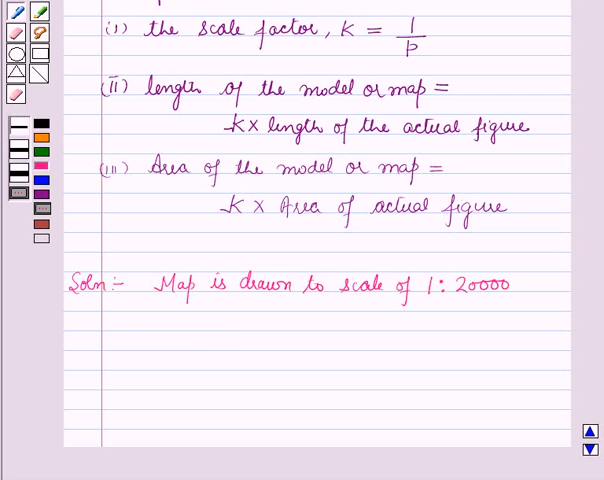 (i) the scale factor, K = 1/p
(ii) length of the model or map =
K × length of the actual figure
(iii) Area of the model or map =
K × Area of actual figure
Soln:- Map is drawn to scale of 1 : 20000